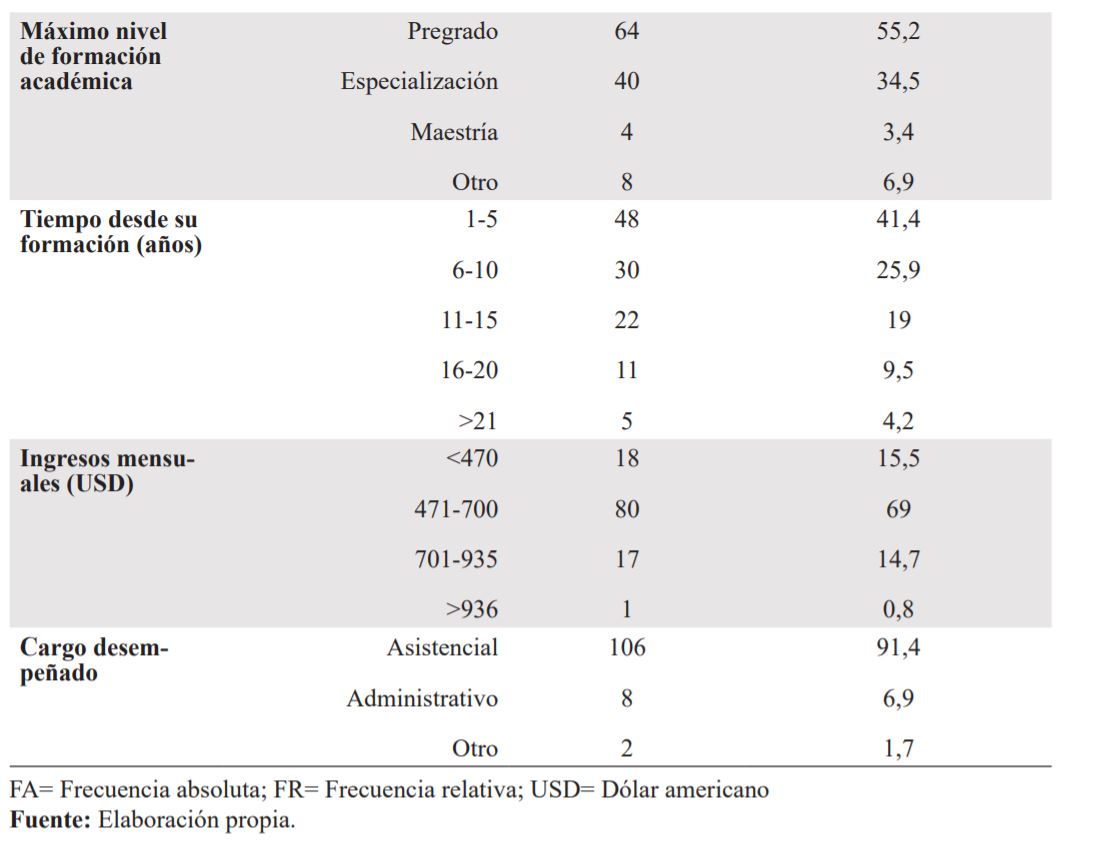 Máximo nivel Pregrado 64 55,2
de formación
académica Especialización 40 34,5
Maestría 4 3,4
Otro 8 6,9
Tiempo desde su 1-5 48 41,4
formación (años)
6-10 30 25,9
11-15 22 19
16-20 11 9,5
>21 5 4,2
Ingresos mensu- <470 18 15,5
ales (USD)
471-700 80 69
701-935 17 14,7
>936 1 0,8
Cargo desem- Asistencial 106 91,4
peñado
Administrativo 8 6,9
Otro 2 1,7
FA= Frecuencia absoluta; FR= Frecuencia relativa; USD= Dólar americano
Fuente: Elaboración propia.